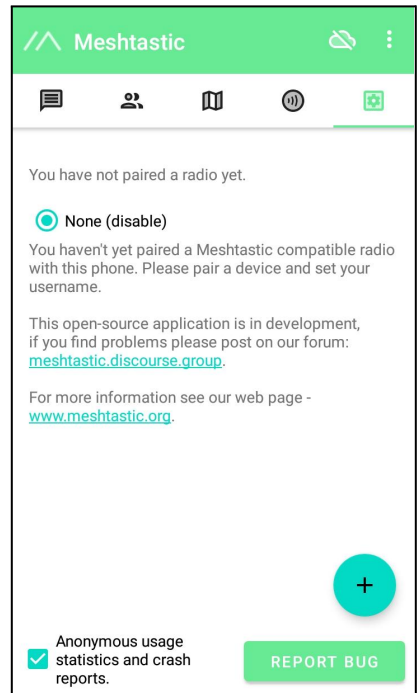 Meshtastic
You have not paired a radio yet.
None (disable)
You haven't yet paired a Meshtastic compatible radio
with this phone. Please pair a device and set your
username.
This open-source application is in development,
if you find problems please post on our forum:
meshtastic.discourse.group.
For more information see our web page -
www.meshtastic.org.
Anonymous usage
statistics and crash
reports.
REPORT BUG